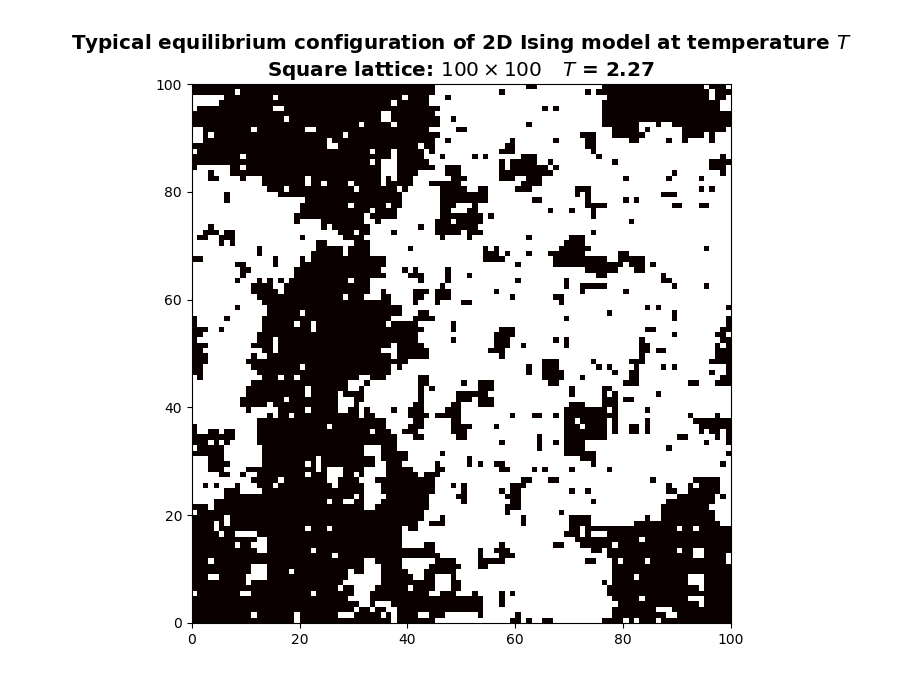 Typical equilibrium configuration of 2D Ising model at temperature T
Square lattice: 100 × 100 T = 2.27
100
80
60
40
20
0
0 20 40 60 80 100